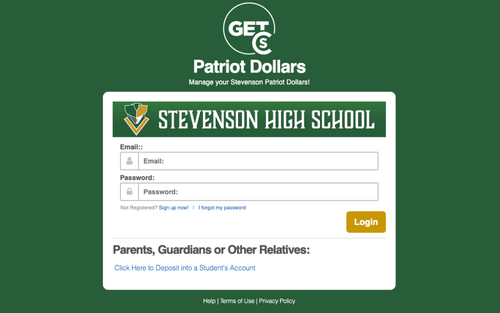 GET
CS
Patriot Dollars
Manage your Stevenson Patriot Dollars!
STEVENSON HIGH SCHOOL
Email::
Email:
Password:
Password:
Not Registered? Sign up now! | I forgot my password
Login
Parents, Guardians or Other Relatives:
Click Here to Deposit into a Student's Account
Help | Terms of Use | Privacy Policy